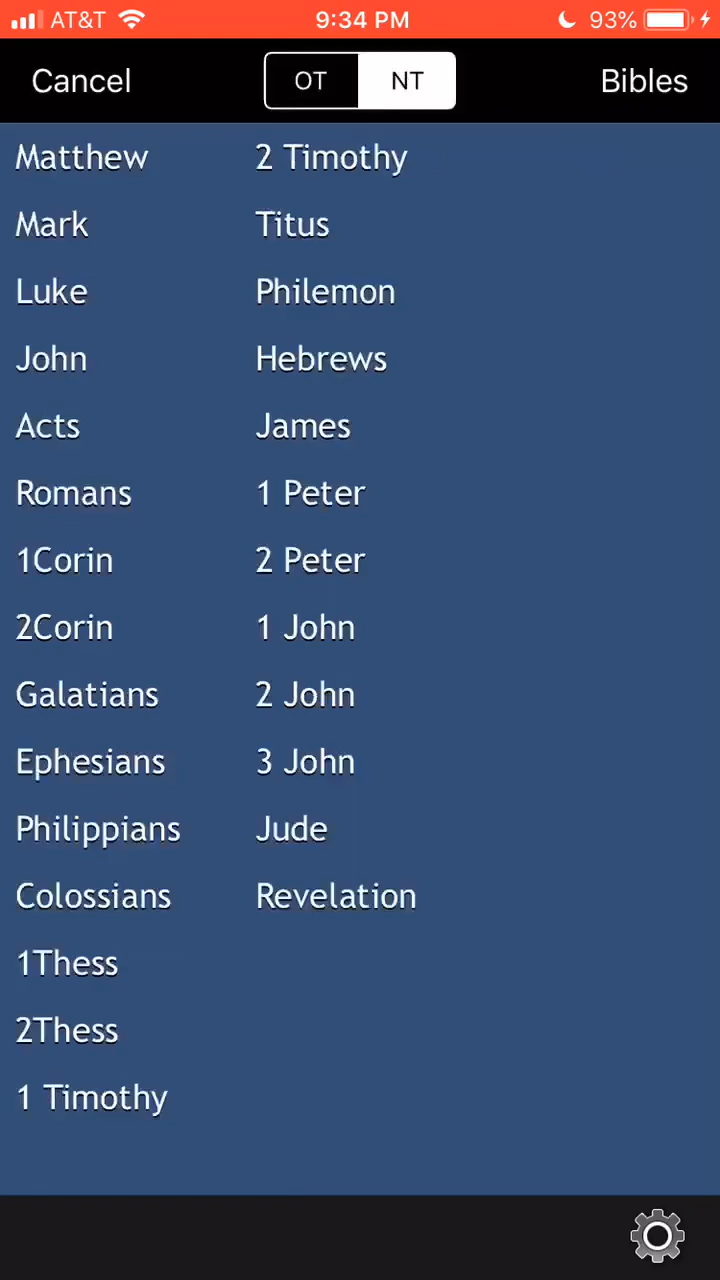 AT&T 9:34 PM 93%
Cancel OT NT Bibles
Matthew 2 Timothy
Mark Titus
Luke Philemon
John Hebrews
Acts James
Romans 1 Peter
1Corin 2 Peter
2Corin 1 John
Galatians 2 John
Ephesians 3 John
Philippians Jude
Colossians Revelation
1Thess
2Thess
1 Timothy